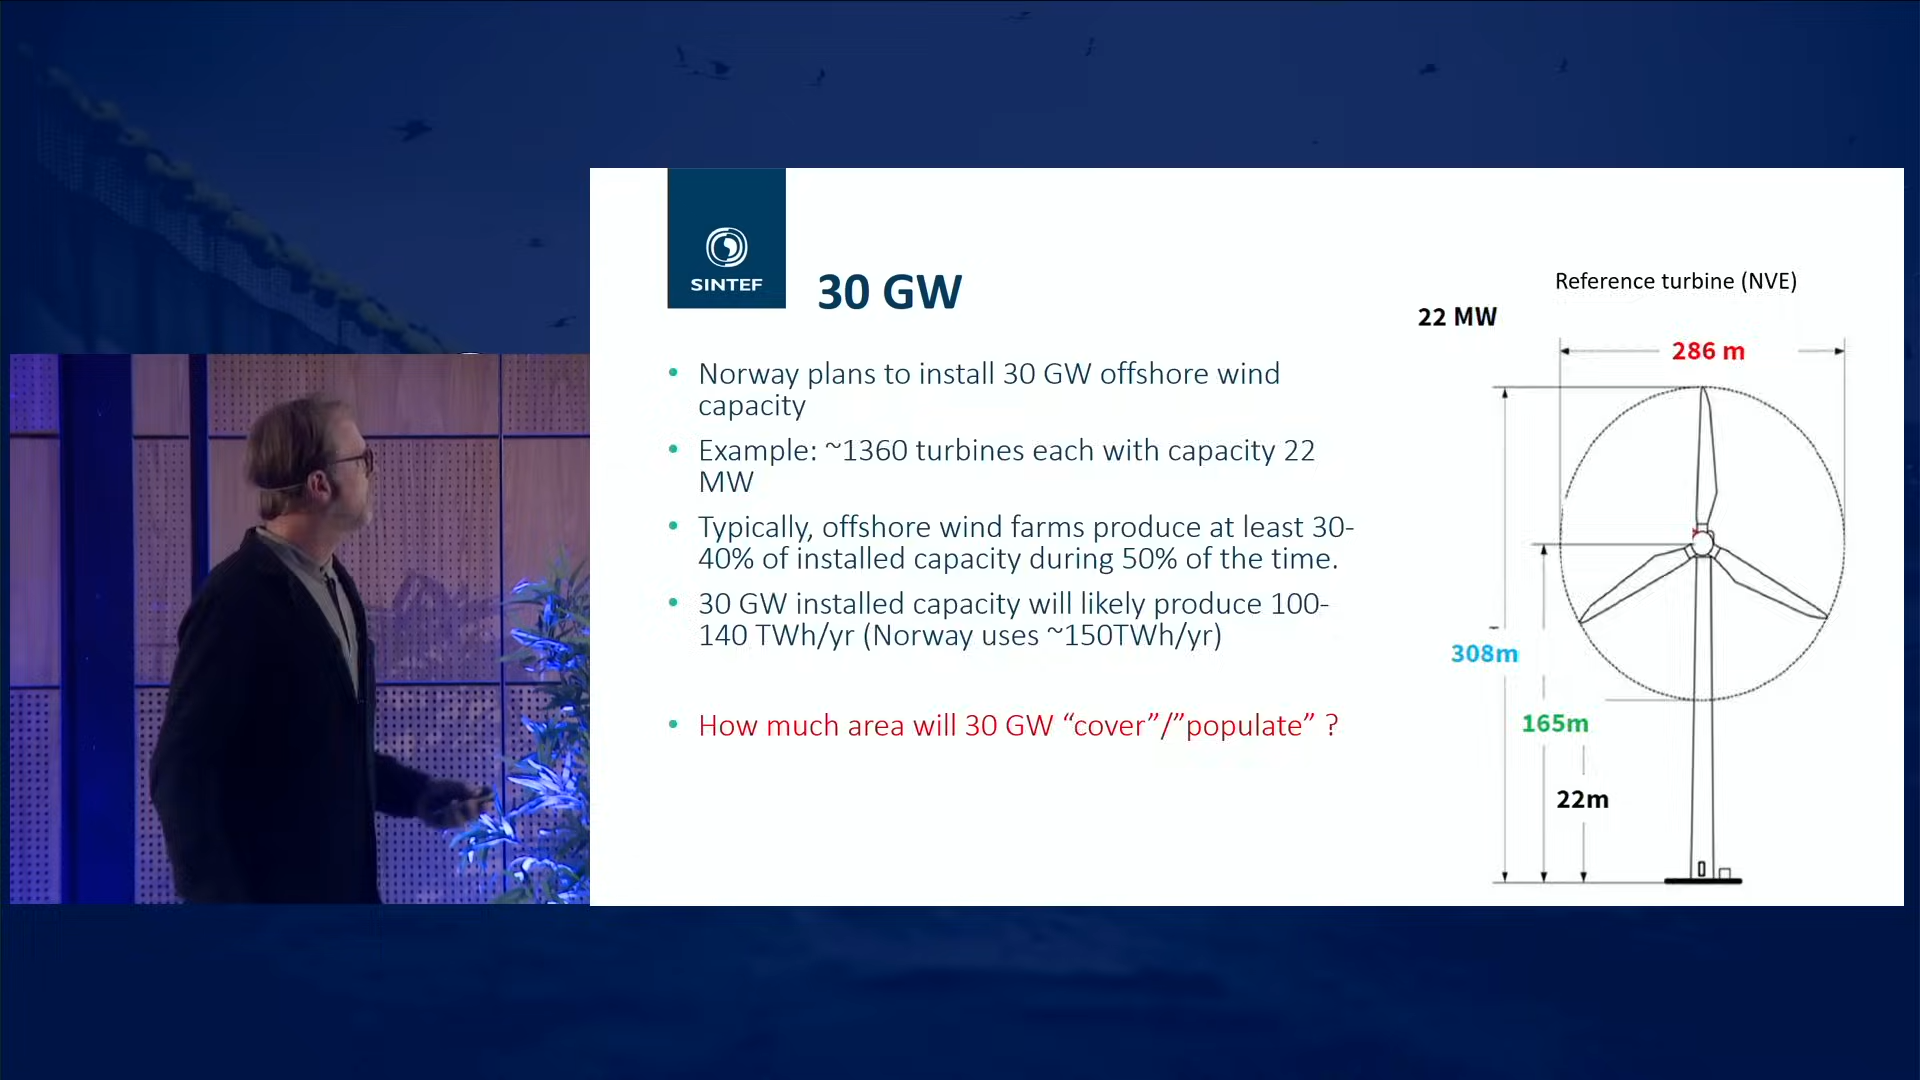 SINTEF
30 GW
• Norway plans to install 30 GW offshore wind
capacity
• Example: ~1360 turbines each with capacity 22
MW
• Typically, offshore wind farms produce at least 30-
40% of installed capacity during 50% of the time.
• 30 GW installed capacity will likely produce 100-
140 TWh/yr (Norway uses ~150TWh/yr)
• How much area will 30 GW “cover”/”populate” ?
Reference turbine (NVE)
22 MW
286 m
308m
165m
22m